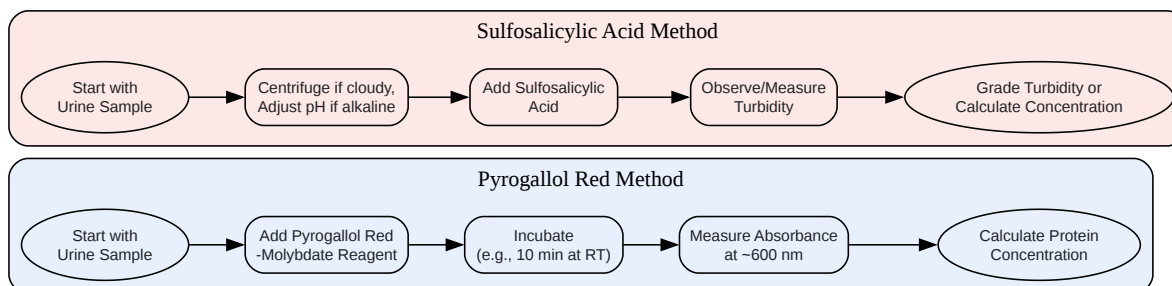 Sulfosalicylic Acid Method
Start with
Urine Sample
Centrifuge if cloudy,
Adjust pH if alkaline
Add Sulfosalicylic
Acid
Observe/Measure
Turbidity
Grade Turbidity or
Calculate Concentration
Pyrogallol Red Method
Start with
Urine Sample
Add Pyrogallol Red
-Molybdate Reagent
Incubate
(e.g., 10 min at RT)
Measure Absorbance
at ~600 nm
Calculate Protein
Concentration